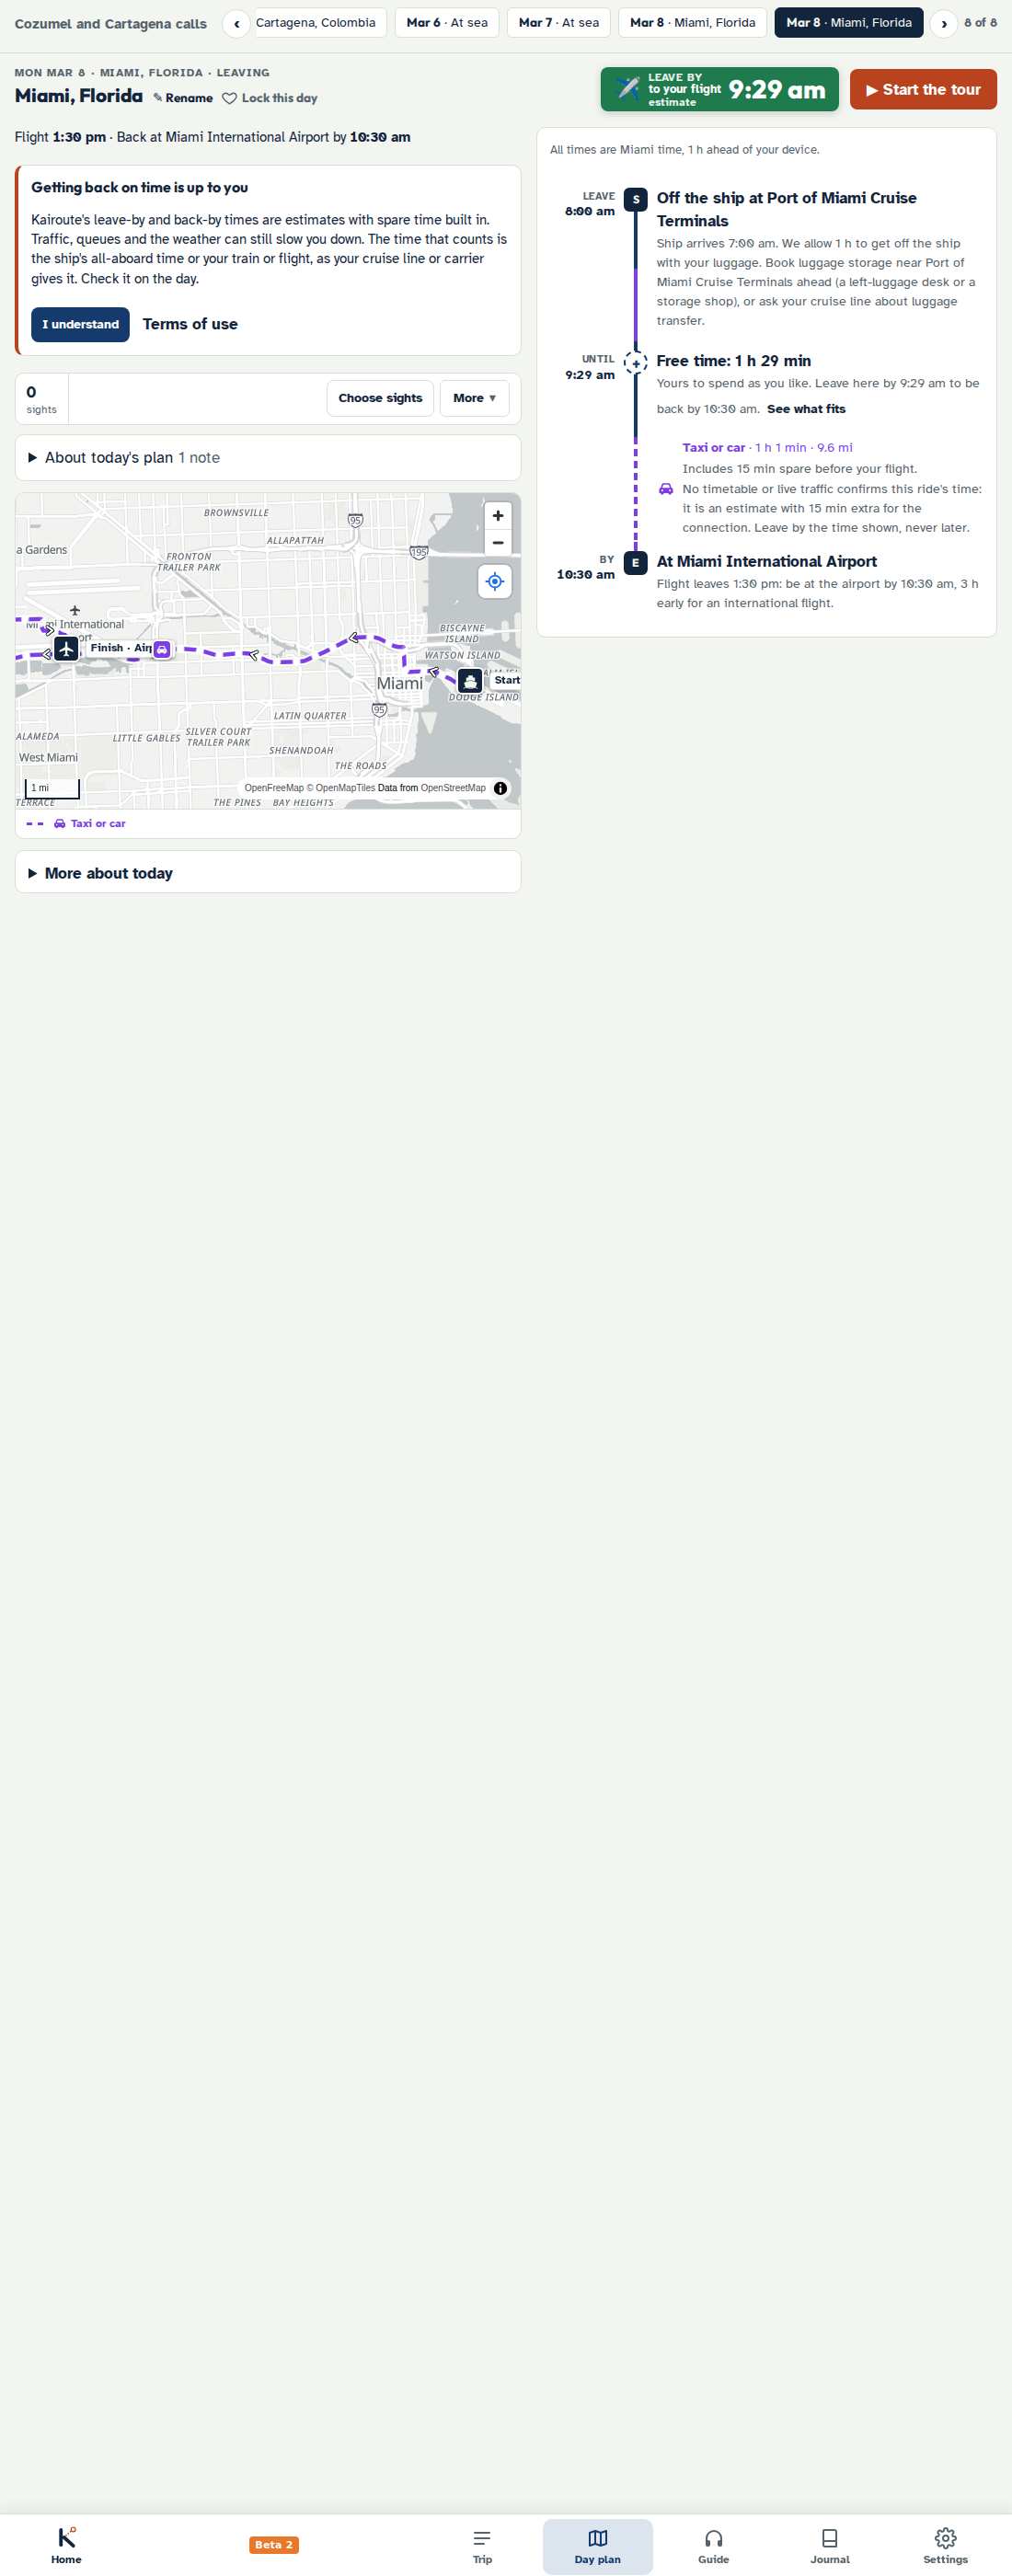 Cozumel and Cartagena calls
‹
Cartagena, Colombia
Mar 6 · At sea
Mar 7 · At sea
Mar 8 · Miami, Florida
Mar 8 · Miami, Florida
›
8 of 8
MON MAR 8 · MIAMI, FLORIDA · LEAVING
Miami, Florida
✎ Rename
Lock this day
LEAVE BY
to your flight
estimate
9:29 am
▶ Start the tour
Flight 1:30 pm · Back at Miami International Airport by 10:30 am
Getting back on time is up to you
Kairoute's leave-by and back-by times are estimates with spare time built in.
Traffic, queues and the weather can still slow you down. The time that counts is
the ship's all-aboard time or your train or flight, as your cruise line or carrier
gives it. Check it on the day.
I understand
Terms of use
0
sights
Choose sights
More ▼
▶ About today's plan 1 note
BROWNSVILLE
95
ALLAPATTAH
195
a Gardens
FRONTON
TRAILER PARK
International
Finish · Air
BISCAYNE
ISLAND
WATSON ISLAND
Miami
Start
DODGE ISLAND
95
LATIN QUARTER
ALAMEDA
LITTLE GABLES
SILVER COURT
TRAILER PARK
SHENANDOAH
West Miami
THE ROADS
1 mi
OpenFreeMap © OpenMapTiles Data from OpenStreetMap
TERRACE
THE PINES
BAY HEIGHTS
Taxi or car
▶ More about today
All times are Miami time, 1 h ahead of your device.
LEAVE
8:00 am
S
Off the ship at Port of Miami Cruise
Terminals
Ship arrives 7:00 am. We allow 1 h to get off the ship
with your luggage. Book luggage storage near Port of
Miami Cruise Terminals ahead (a left-luggage desk or a
storage shop), or ask your cruise line about luggage
transfer.
UNTIL
9:29 am
+
Free time: 1 h 29 min
Yours to spend as you like. Leave here by 9:29 am to be
back by 10:30 am. See what fits
Taxi or car · 1 h 1 min · 9.6 mi
Includes 15 min spare before your flight.
No timetable or live traffic confirms this ride's time:
it is an estimate with 15 min extra for the
connection. Leave by the time shown, never later.
BY
10:30 am
E
At Miami International Airport
Flight leaves 1:30 pm: be at the airport by 10:30 am, 3 h
early for an international flight.
Home
Beta 2
Trip
Day plan
Guide
Journal
Settings